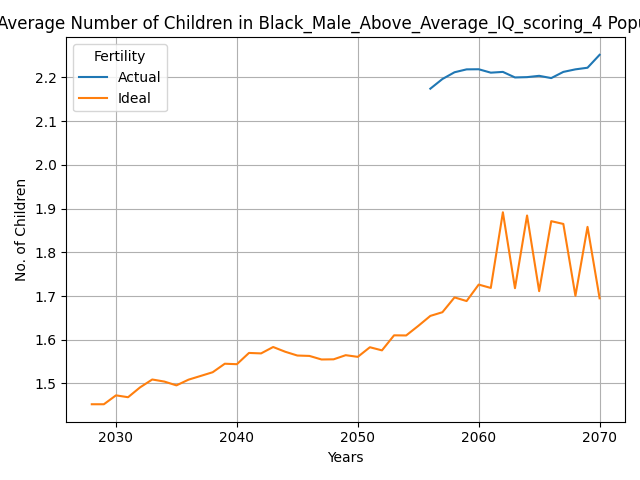 Average Number of Children in Black_Male_Above_Average_IQ_scoring_4 Popu
Fertility
Actual
Ideal
2.2
2.1
2.0
1.9
1.8
1.7
1.6
1.5
No. of Children
2030 2040 2050 2060 2070
Years